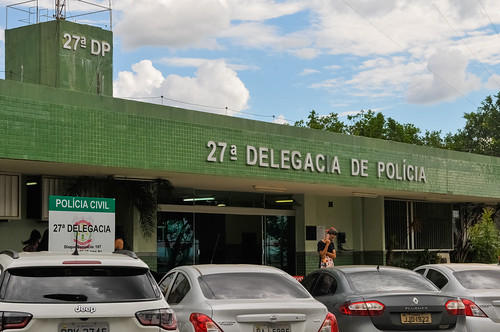 27ª DP
27ª DELEGACIA DE POLÍCIA
POLÍCIA CIVIL
27ª DELEGACIA
Jeep